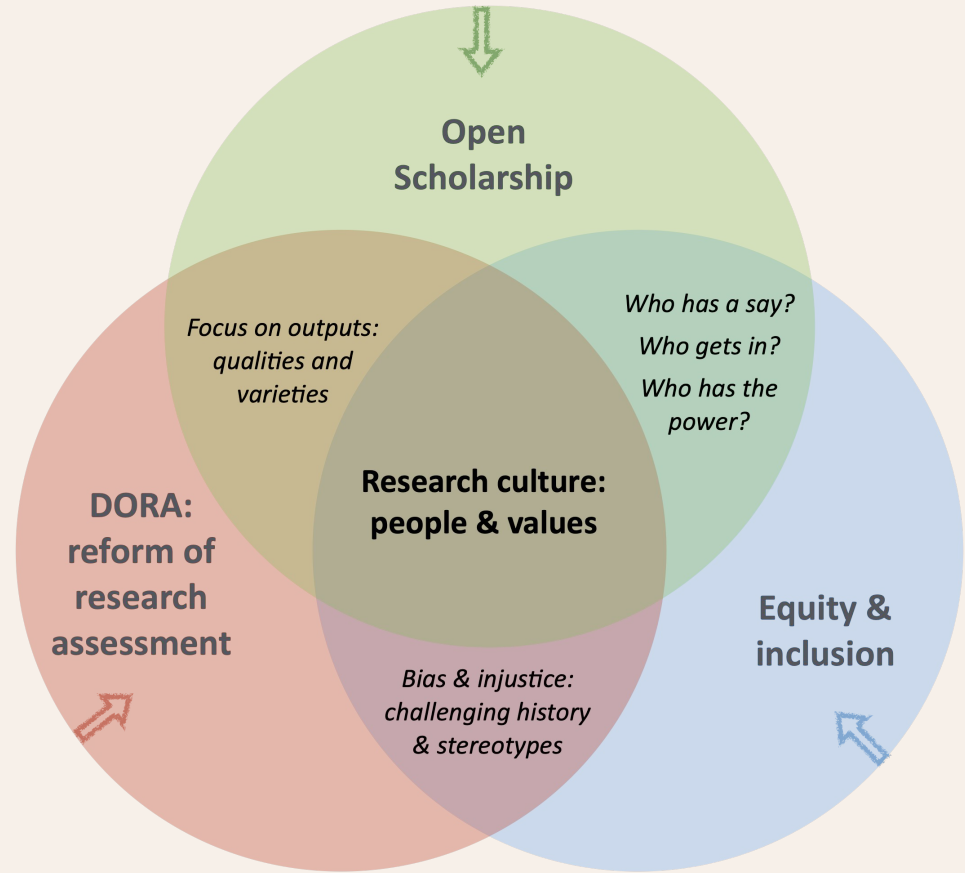 Open
Scholarship
Focus on outputs:
qualities and
varieties
Who has a say?
Who gets in?
Who has the
power?
Research culture:
people & values
DORA:
reform of
research
assessment
Equity &
inclusion
Bias & injustice:
challenging history
& stereotypes